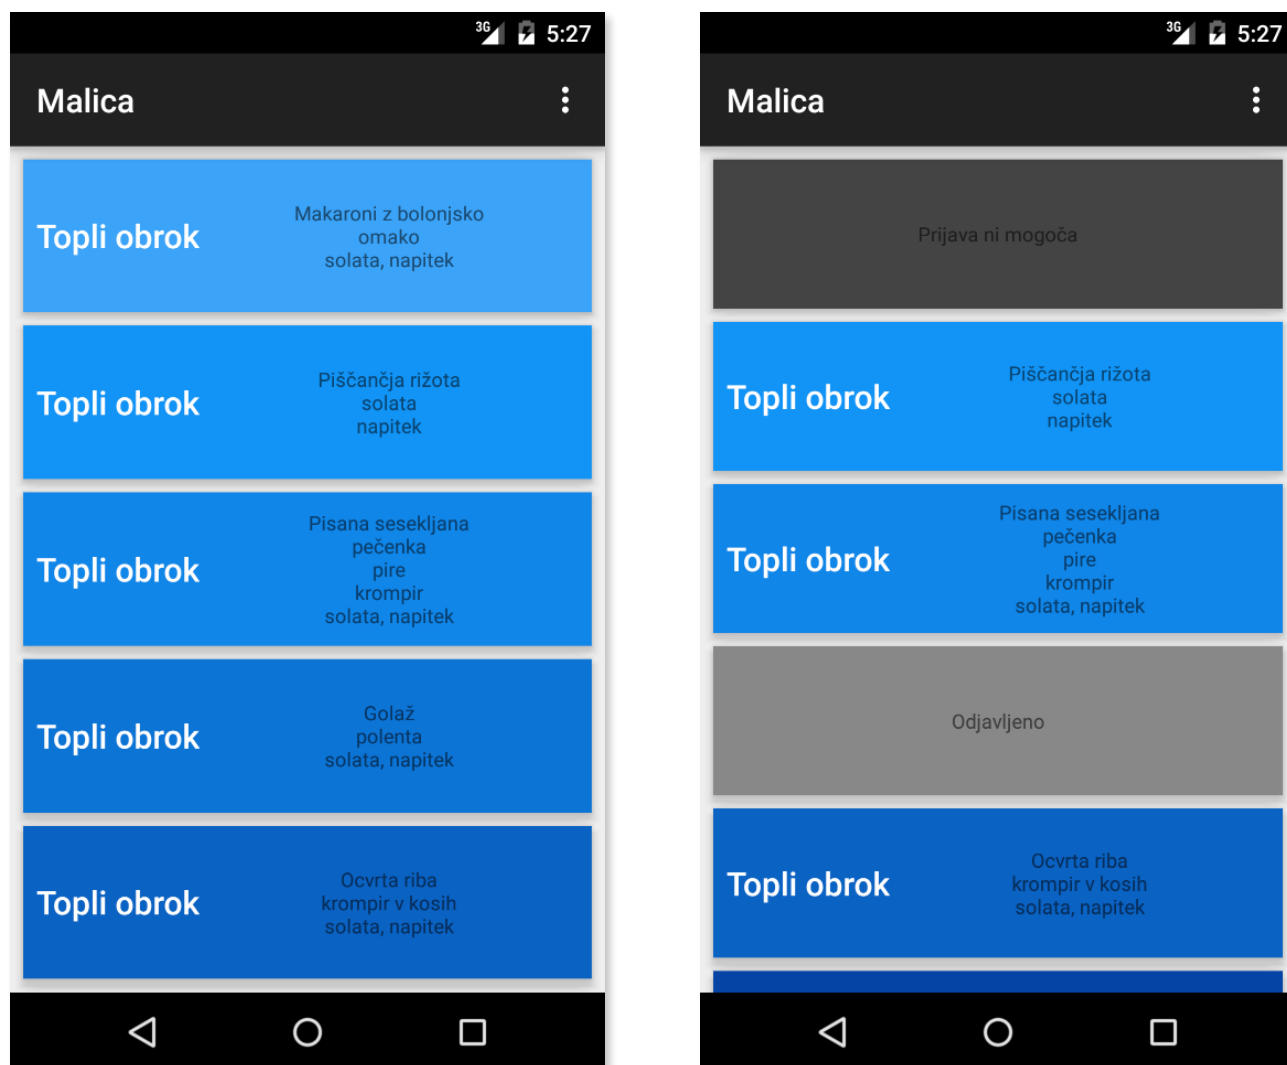 3G 5:27
Malica
Topli obrok
Makaroni z bolonjsko
omako
solata, napitek
Topli obrok
Piščančja rižota
solata
napitek
Topli obrok
Pisana sesekljana
pečenka
pire
krompir
solata, napitek
Topli obrok
Golaž
polenta
solata, napitek
Topli obrok
Ocvrta riba
krompir v kosih
solata, napitek
3G 5:27
Malica
Prijava ni mogoča
Topli obrok
Piščančja rižota
solata
napitek
Topli obrok
Pisana sesekljana
pečenka
pire
krompir
solata, napitek
Odjavljeno
Topli obrok
Ocvrta riba
krompir v kosih
solata, napitek